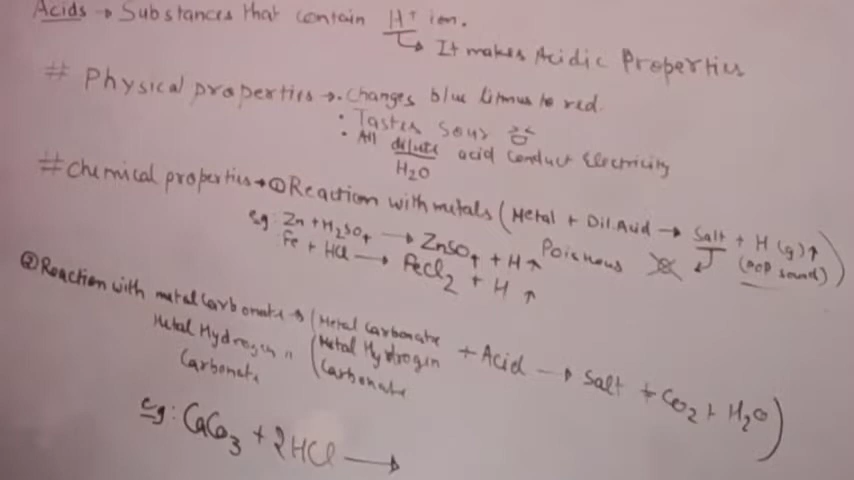 Acids → Substances that contain H⁺ ion.
↳ It makes Acidic Properties
# Physical properties → • Changes blue litmus to red.
• Tastes Sour
• All dilute acid conduct Electricity
H₂O
# Chemical properties → ① Reaction with metals (Metal + Dil. Acid → Salt + H (g)↑
(POP sound))
eg: Zn + H₂SO₄ → ZnSO₄ + H↑
Fe + HCl → FeCl₂ + H↑
② Reaction with metal carbonate → (Metal Carbonate
Metal Hydrogen " (Metal Hydrogen + Acid → Salt + CO₂ + H₂O)
Carbonate Carbonate
eg: CaCO₃ + 2HCl →